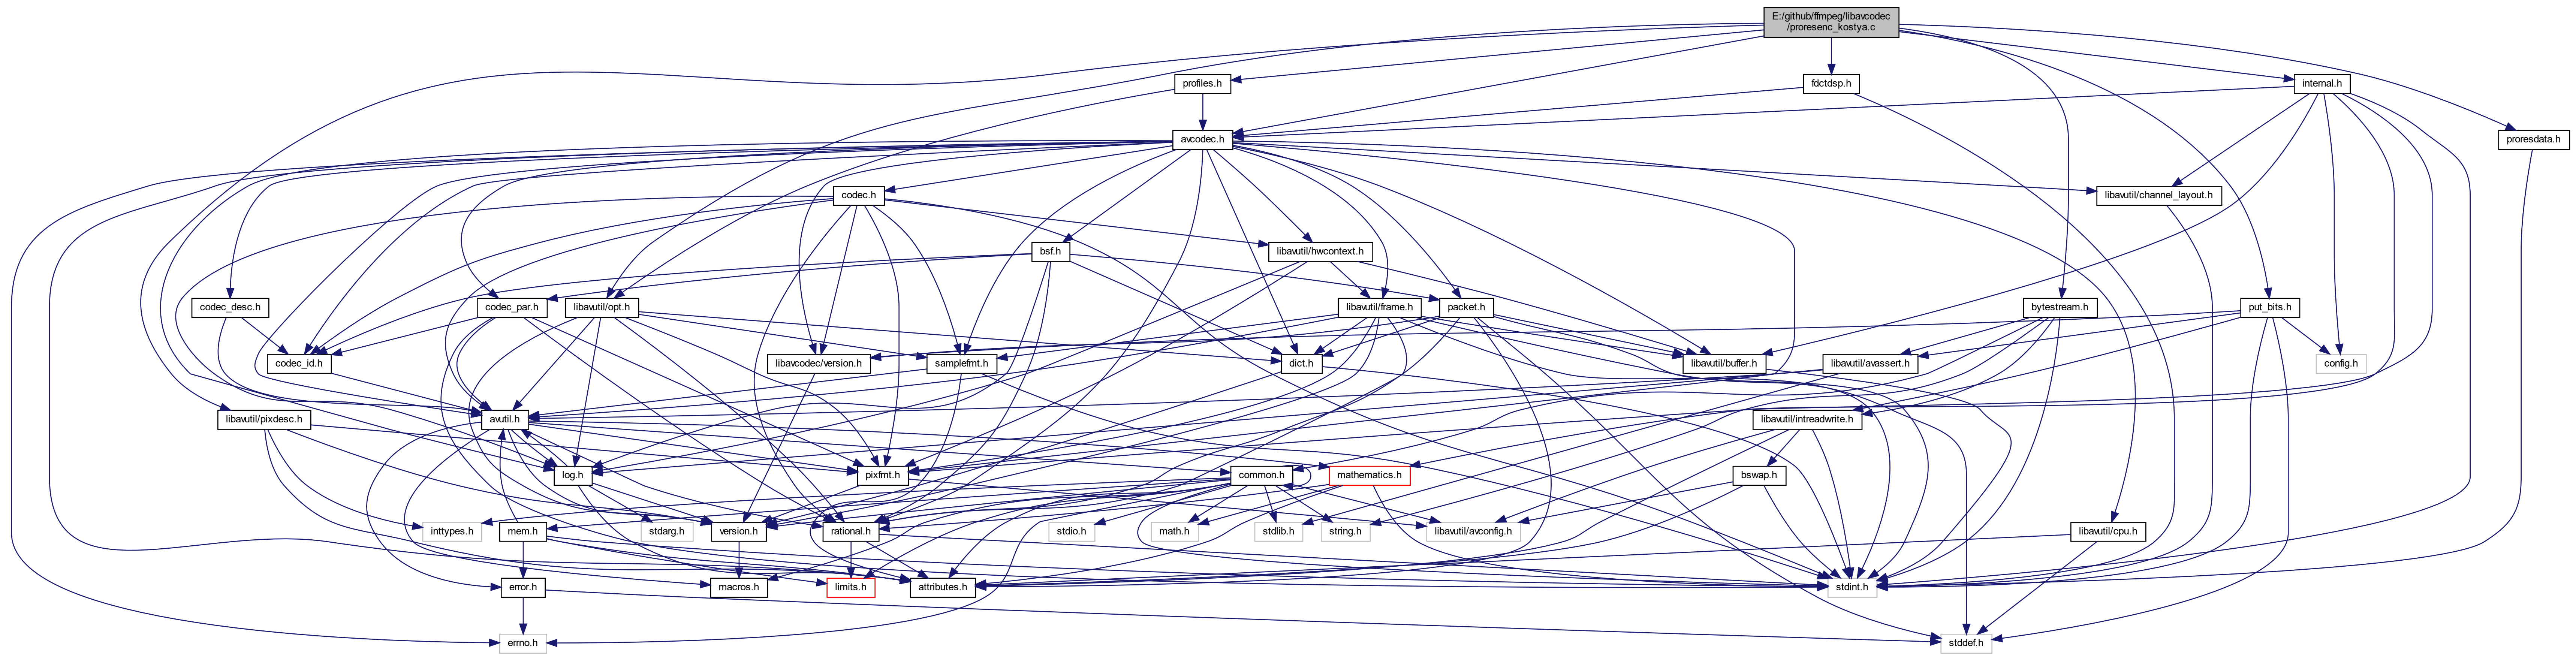 E:/github/ffmpeg/libavcodec
/proresenc_kostya.c
profiles.h
fdctdsp.h
internal.h
avcodec.h
proresdata.h
codec.h
libavutil/channel_layout.h
bsf.h
libavutil/hwcontext.h
codec_desc.h
codec_par.h
libavutil/opt.h
libavutil/frame.h
packet.h
bytestream.h
put_bits.h
codec_id.h
libavcodec/version.h
samplefmt.h
dict.h
libavutil/buffer.h
libavutil/avassert.h
config.h
libavutil/pixdesc.h
avutil.h
libavutil/intreadwrite.h
log.h
pixfmt.h
common.h
mathematics.h
bswap.h
inttypes.h
mem.h
stdarg.h
version.h
rational.h
stdio.h
math.h
stdlib.h
string.h
libavutil/avconfig.h
libavutil/cpu.h
error.h
macros.h
limits.h
attributes.h
stdint.h
errno.h
stddef.h